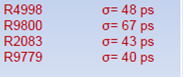 R4998 σ= 48 ps
R9800 σ= 67 ps
R2083 σ= 43 ps
R9779 σ= 40 ps